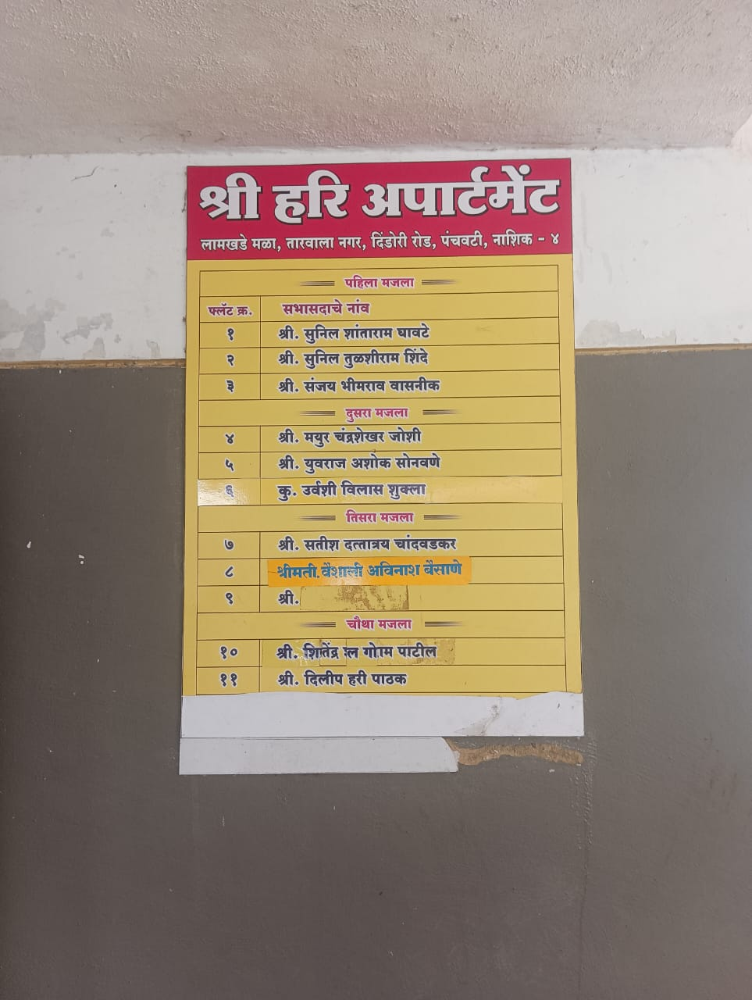 श्री हरि अपार्टमेंट
लामखडे मळा, तारवाला नगर, दिंडोरी रोड, पंचवटी, नाशिक - ४
पहिला मजला
फ्लॅट क्र. सभासदाचे नांव
१ श्री. सुनिल शांताराम घावटे
२ श्री. सुनिल तुळशीराम शिंदे
३ श्री. संजय भीमराव वासनीक
दुसरा मजला
४ श्री. मयुर चंद्रशेखर जोशी
५ श्री. युवराज अशोक सोनवणे
६ कु. उर्वशी विलास शुक्ला
तिसरा मजला
७ श्री. सतीश दत्तात्रय चांदवडकर
८ श्रीमती. वैशाली अविनाश बैसाणे
९ श्री.
चौथा मजला
१० श्री. पाटील
११ श्री. दिलीप हरी पाठक